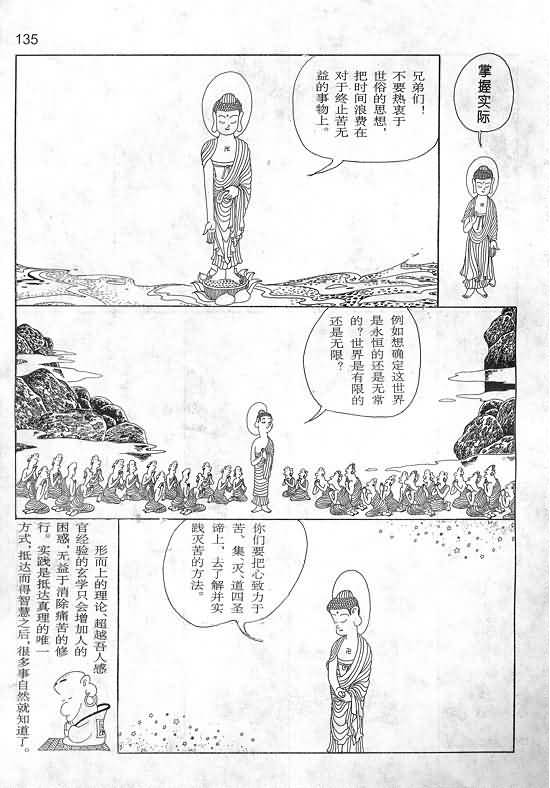 135
掌握实际
兄弟们！
不要热衷于
世俗的思想，
把时间浪费在
对于终止苦无
益的事物上。
例如想确定这世界
是永恒的还是无常
的？世界是有限的
还是无限？
你们要把心致力于
苦、集、灭、道四圣
谛上，去了解并实
践灭苦的方法。
形而上的理论、超越吾人感
官经验的玄学只会增加人的
困惑，无益于消除痛苦的修
行。实践是抵达真理的唯一
方式，抵达而得智慧之后，很多事自然就知道了。